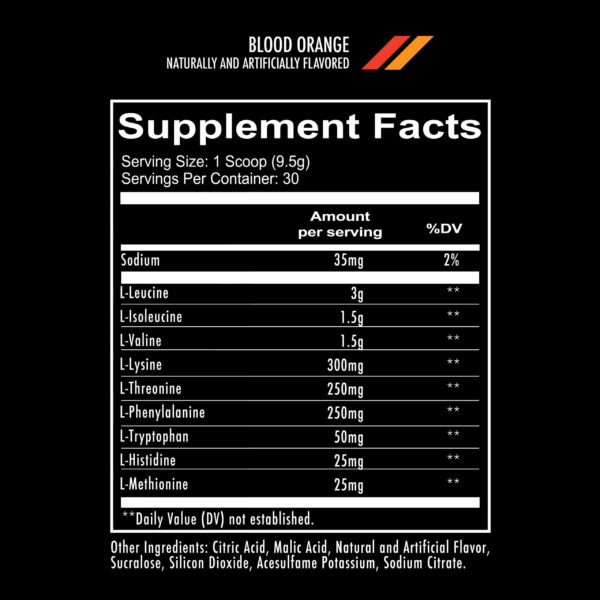 BLOOD ORANGE
NATURALLY AND ARTIFICIALLY FLAVORED
Supplement Facts
Serving Size: 1 Scoop (9.5g)
Servings Per Container: 30
Amount per serving %DV
Sodium 35mg 2%
L-Leucine 3g **
L-Isoleucine 1.5g **
L-Valine 1.5g **
L-Lysine 300mg **
L-Threonine 250mg **
L-Phenylalanine 250mg **
L-Tryptophan 50mg **
L-Histidine 25mg **
L-Methionine 25mg **
**Daily Value (DV) not established.
Other Ingredients: Citric Acid, Malic Acid, Natural and Artificial Flavor,
Sucralose, Silicon Dioxide, Acesulfame Potassium, Sodium Citrate.